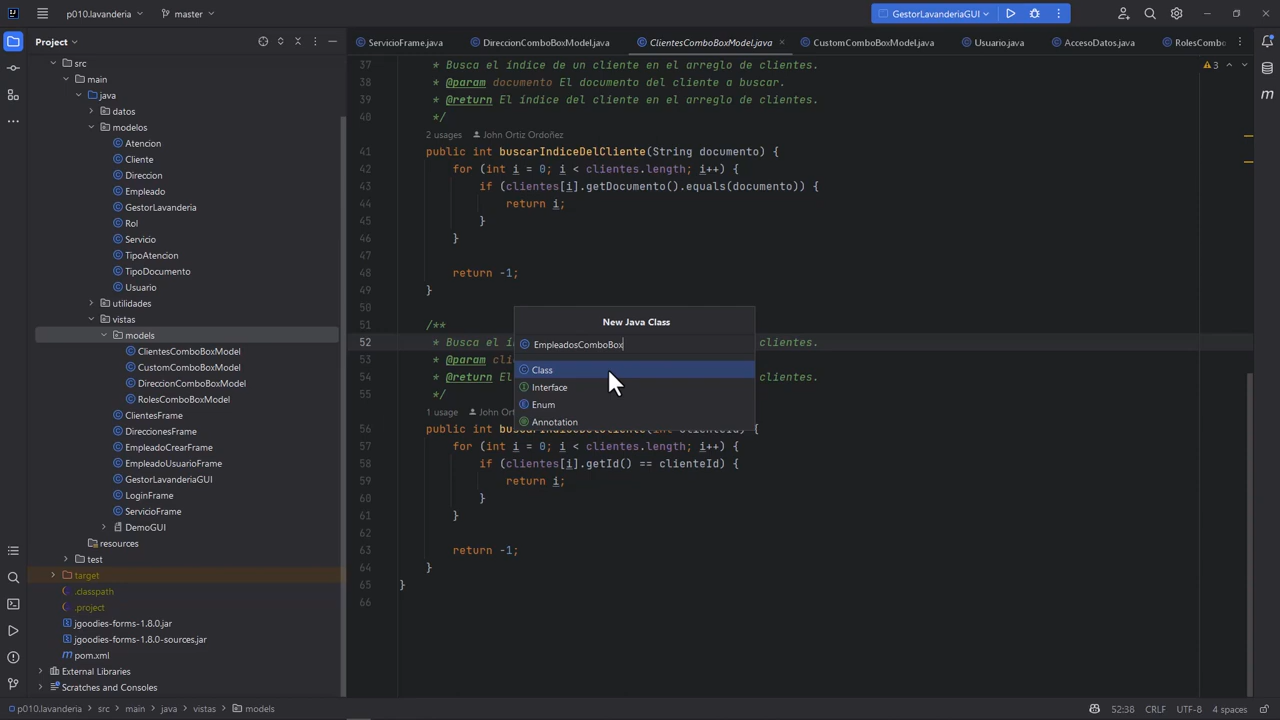 p010.lavanderia
master
GestorLavanderiaGUI
Project
ServicioFrame.java
DireccionComboBoxModel.java
ClientesComboBoxModel.java
CustomComboBoxModel.java
Usuario.java
AccesoDatos.java
RolesCombo
src
main
java
datos
modelos
Atencion
Cliente
Direccion
Empleado
GestorLavanderia
Rol
Servicio
TipoAtencion
TipoDocumento
Usuario
utilidades
vistas
models
ClientesComboBoxModel
CustomComboBoxModel
DireccionComboBoxModel
RolesComboBoxModel
ClientesFrame
DireccionesFrame
EmpleadoCrearFrame
EmpleadoUsuarioFrame
GestorLavanderiaGUI
LoginFrame
ServicioFrame
DemoGUI
resources
test
target
.classpath
.project
jgoodies-forms-1.8.0.jar
jgoodies-forms-1.8.0-sources.jar
pom.xml
External Libraries
Scratches and Consoles
3
37 * Busca el índice de un cliente en el arreglo de clientes.
38 * @param documento El documento del cliente a buscar.
39 * @return El índice del cliente en el arreglo de clientes.
40 */
2 usages John Ortiz Ordoñez
41 public int buscarIndiceDelCliente(String documento) {
42 for (int i = 0; i < clientes.length; i++) {
43 if (clientes[i].getDocumento().equals(documento)) {
44 return i;
45 }
46 }
47
48 return -1;
49 }
50
51 /**
52 * Busca el ín clientes.
53 * @param cli
54 * @return El clientes.
55 */
1 usage John Ort
56 public int
57 for (int i = 0; i < clientes.length; i++) {
58 if (clientes[i].getId() == clienteId) {
59 return i;
60 }
61 }
62
63 return -1;
64 }
65 }
66
New Java Class
EmpleadosComboBox
Class
Interface
Enum
Annotation
p010.lavanderia > src > main > java > vistas > models
52:38 CRLF UTF-8 4 spaces